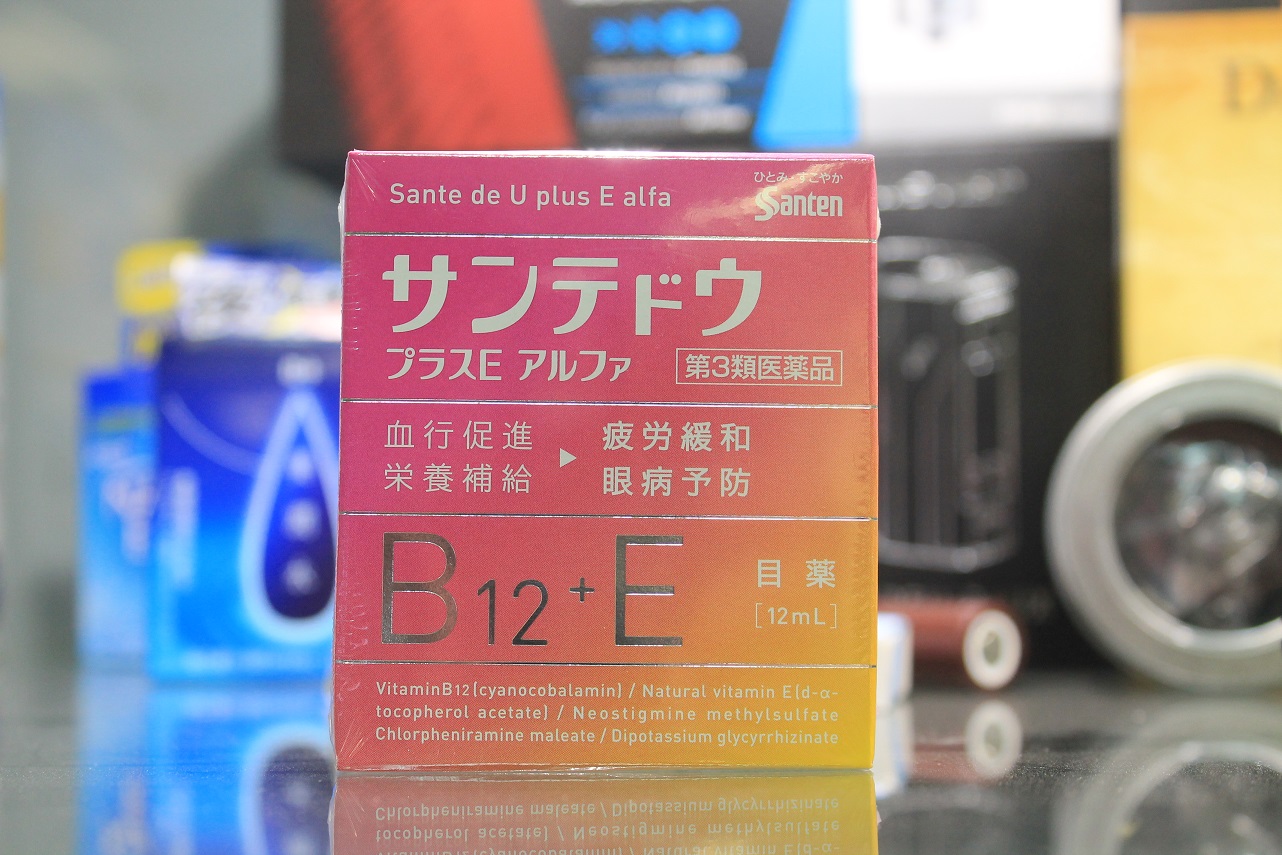 Sante de U plus E alfa
ひとみ・すこやか
Santen
サンテドウ
プラスE アルファ
第3類医薬品
血行促進
栄養補給
▶
疲労緩和
眼病予防
B12+E
目薬
[12mL]
VitaminB12(cyanocobalamin) / Natural vitamin E(d-α-
tocopherol acetate) / Neostigmine methylsulfate
Chlorpheniramine maleate / Dipotassium glycyrrhizinate